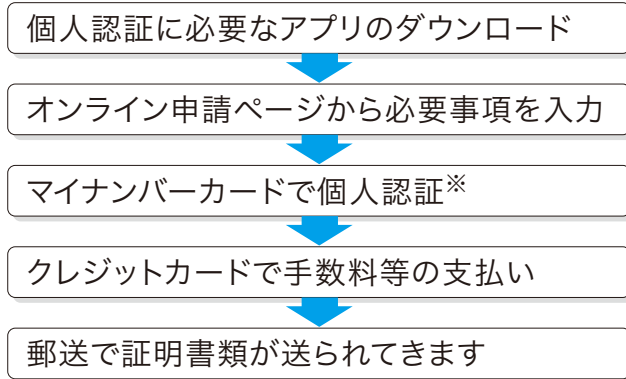 個人認証に必要なアプリのダウンロード
オンライン申請ページから必要事項を入力
マイナンバーカードで個人認証※
クレジットカードで手数料等の支払い
郵送で証明書類が送られてきます